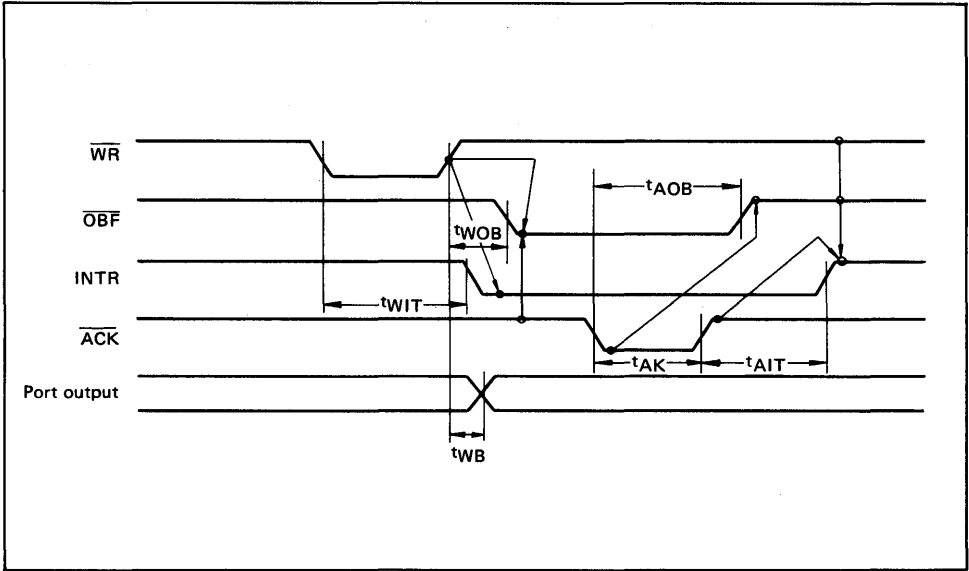 WR
tAOB
OBF
tWOB
INTR
tWIT
ACK
tAK
tAIT
Port output
tWB